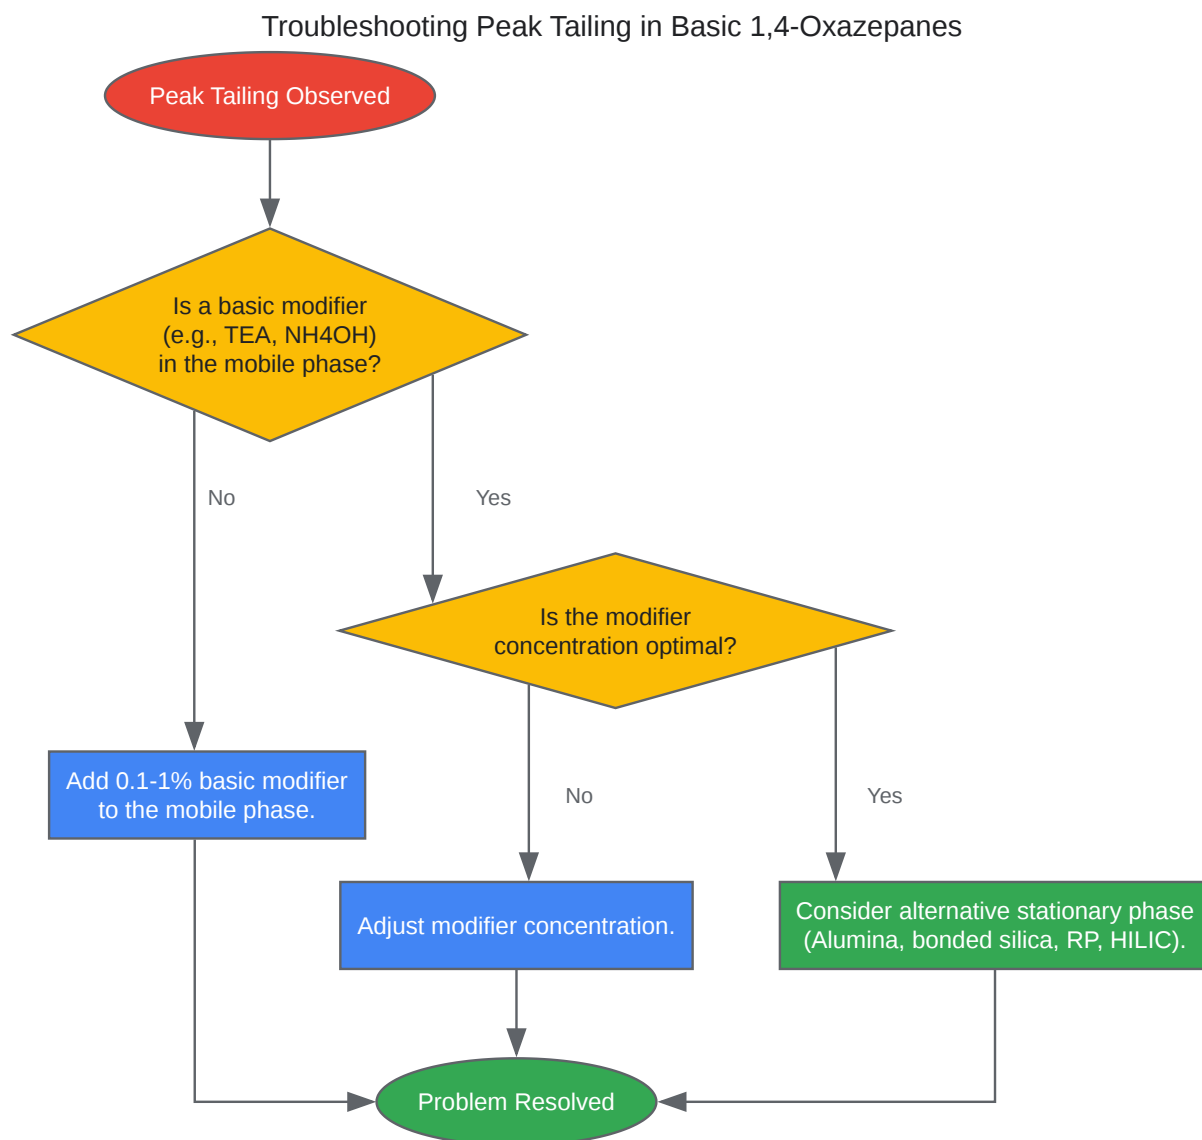 Troubleshooting Peak Tailing in Basic 1,4-Oxazepanes
Peak Tailing Observed
Is a basic modifier
(e.g., TEA, NH4OH)
in the mobile phase?
No
Yes
Is the modifier
concentration optimal?
Add 0.1-1% basic modifier
to the mobile phase.
No
Yes
Adjust modifier concentration.
Consider alternative stationary phase
(Alumina, bonded silica, RP, HILIC).
Problem Resolved